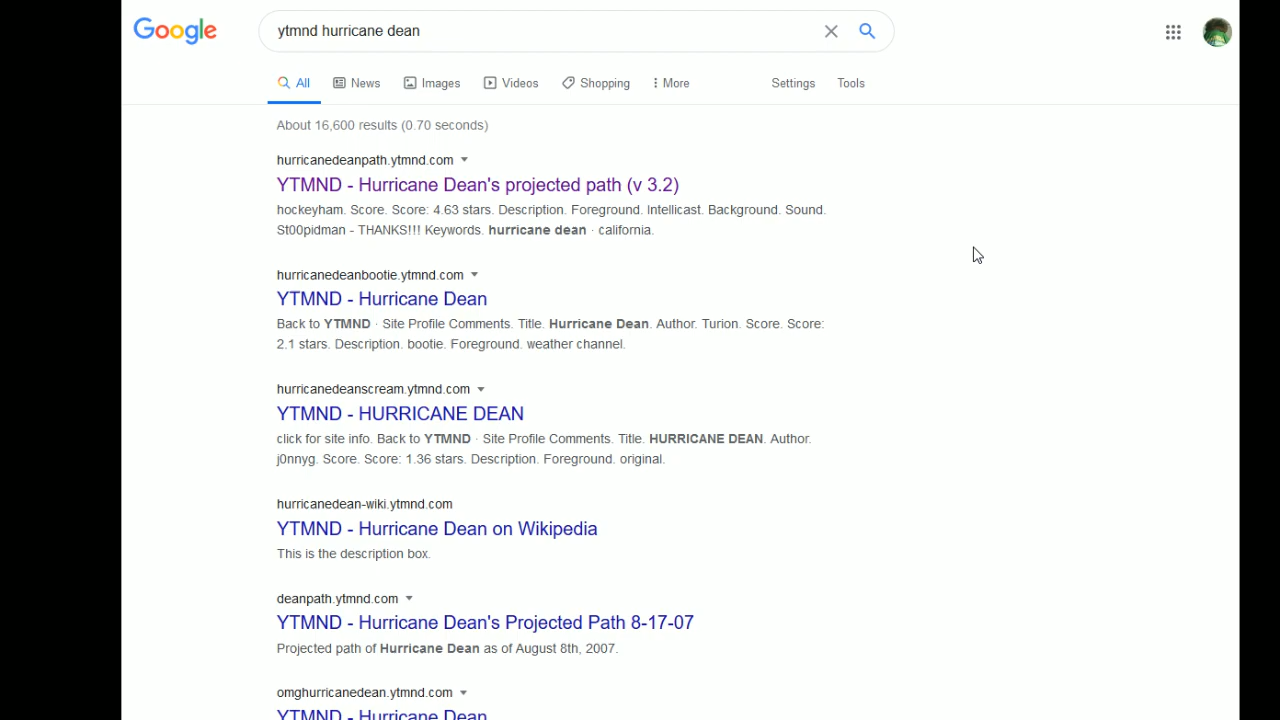 Google
ytmnd hurricane dean
All News Images Videos Shopping More Settings Tools
About 16,600 results (0.70 seconds)
hurricanedeanpath.ytmnd.com
YTMND - Hurricane Dean's projected path (v 3.2)
hockeyham. Score. Score: 4.63 stars. Description. Foreground. Intellicast. Background. Sound.
St00pidman - THANKS!!! Keywords. hurricane dean · california.
hurricanedeanbootie.ytmnd.com
YTMND - Hurricane Dean
Back to YTMND · Site Profile Comments. Title. Hurricane Dean. Author. Turion. Score. Score:
2.1 stars. Description. bootie. Foreground. weather channel.
hurricanedeanscream.ytmnd.com
YTMND - HURRICANE DEAN
click for site info. Back to YTMND · Site Profile Comments. Title. HURRICANE DEAN. Author.
j0nnyg. Score. Score: 1.36 stars. Description. Foreground. original.
hurricanedean-wiki.ytmnd.com
YTMND - Hurricane Dean on Wikipedia
This is the description box.
deanpath.ytmnd.com
YTMND - Hurricane Dean's Projected Path 8-17-07
Projected path of Hurricane Dean as of August 8th, 2007.
omghurricanedean.ytmnd.com
YTMND - Hurricane Dean